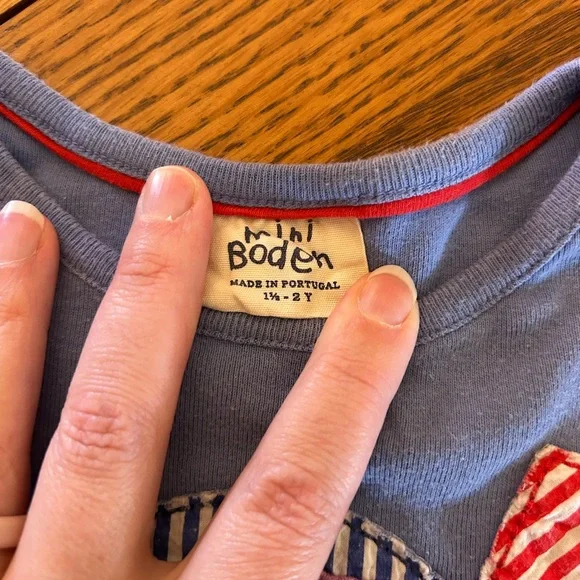 mini
Boden
MADE IN PORTUGAL
1½ - 2 Y